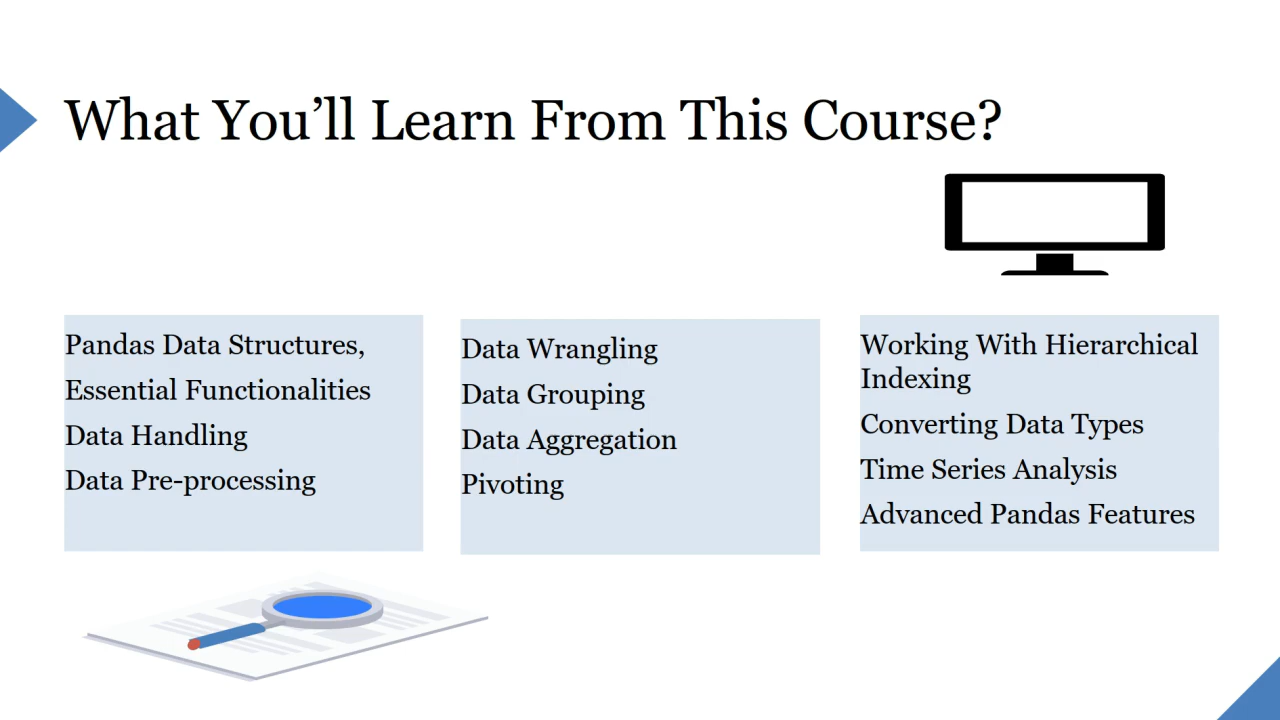 What You’ll Learn From This Course?
Pandas Data Structures,
Essential Functionalities
Data Handling
Data Pre-processing
Data Wrangling
Data Grouping
Data Aggregation
Pivoting
Working With Hierarchical
Indexing
Converting Data Types
Time Series Analysis
Advanced Pandas Features